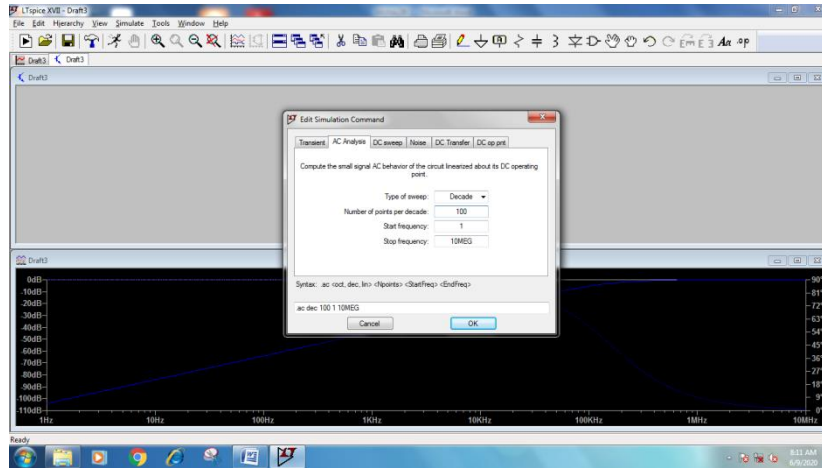 LTspice XVII - Draft3
File Edit Hierarchy View Simulate Tools Window Help
Draft3 Draft3
Draft3
Edit Simulation Command
Transient AC Analysis DC sweep Noise DC Transfer DC op pnt
Compute the small signal AC behavior of the circuit linearized about its DC operating
point.
Type of sweep: Decade
Number of points per decade: 100
Start frequency: 1
Stop frequency: 10MEG
Syntax: .ac <oct, dec, lin> <Npoints> <StartFreq> <EndFreq>
.ac dec 100 1 10MEG
Cancel OK
Draft3
0dB 90°
-10dB 81°
-20dB 72°
-30dB 63°
-40dB 54°
-50dB 45°
-60dB 36°
-70dB 27°
-80dB 18°
-90dB 9°
-100dB 0°
-110dB
1Hz 10Hz 100Hz 1KHz 10KHz 100KHz 1MHz 10MHz
Ready
8:11 AM
6/9/2020